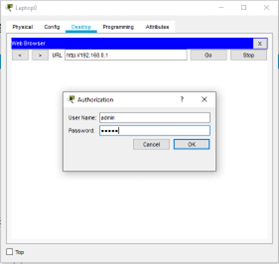 Laptop0
Physical Config Desktop Programming Attributes
Web Browser X
< > URL http://192.168.0.1 Go Stop
Authorization ? ×
User Name: admin
Password: •••••
Cancel OK
Top